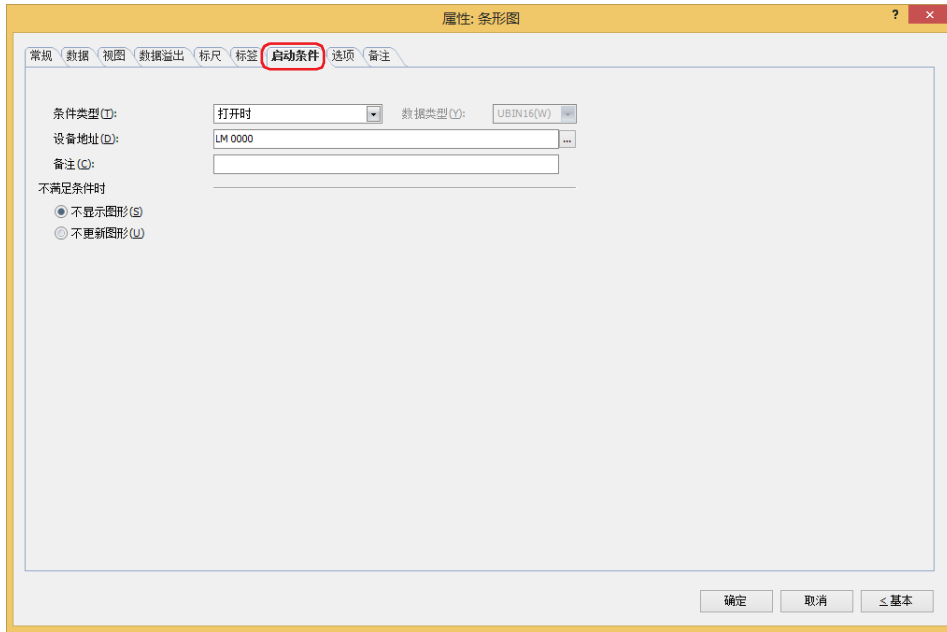 属性: 条形图
? ×
常规 数据 视图 数据溢出 标尺 标签 启动条件 选项 备注
条件类型(T): 打开时 数据类型(Y): UBIN16(W)
设备地址(D): LM 0000 ...
备注(C):
不满足条件时
不显示图形(S)
不更新图形(U)
确定 取消 <基本